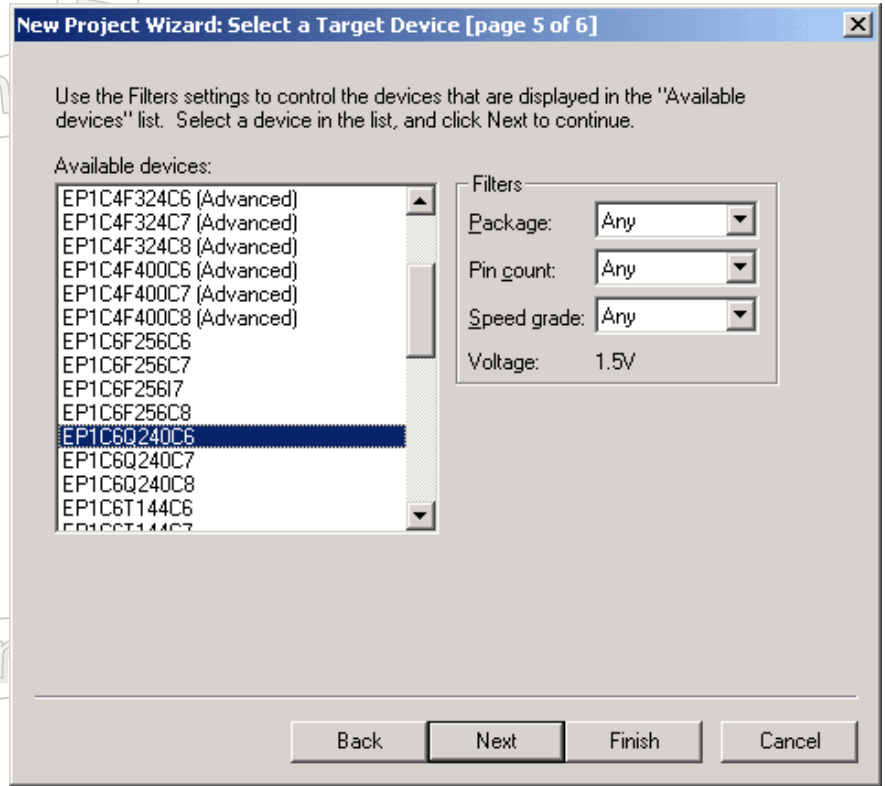 New Project Wizard: Select a Target Device [page 5 of 6]
Use the Filters settings to control the devices that are displayed in the "Available
devices" list. Select a device in the list, and click Next to continue.
Available devices:
EP1C4F324C6 (Advanced)
EP1C4F324C7 (Advanced)
EP1C4F324C8 (Advanced)
EP1C4F400C6 (Advanced)
EP1C4F400C7 (Advanced)
EP1C4F400C8 (Advanced)
EP1C6F256C6
EP1C6F256C7
EP1C6F256I7
EP1C6F256C8
EP1C6Q240C6
EP1C6Q240C7
EP1C6Q240C8
EP1C6T144C6
EP1C6T144C7
Filters
Package: Any
Pin count: Any
Speed grade: Any
Voltage: 1.5V
Back Next Finish Cancel